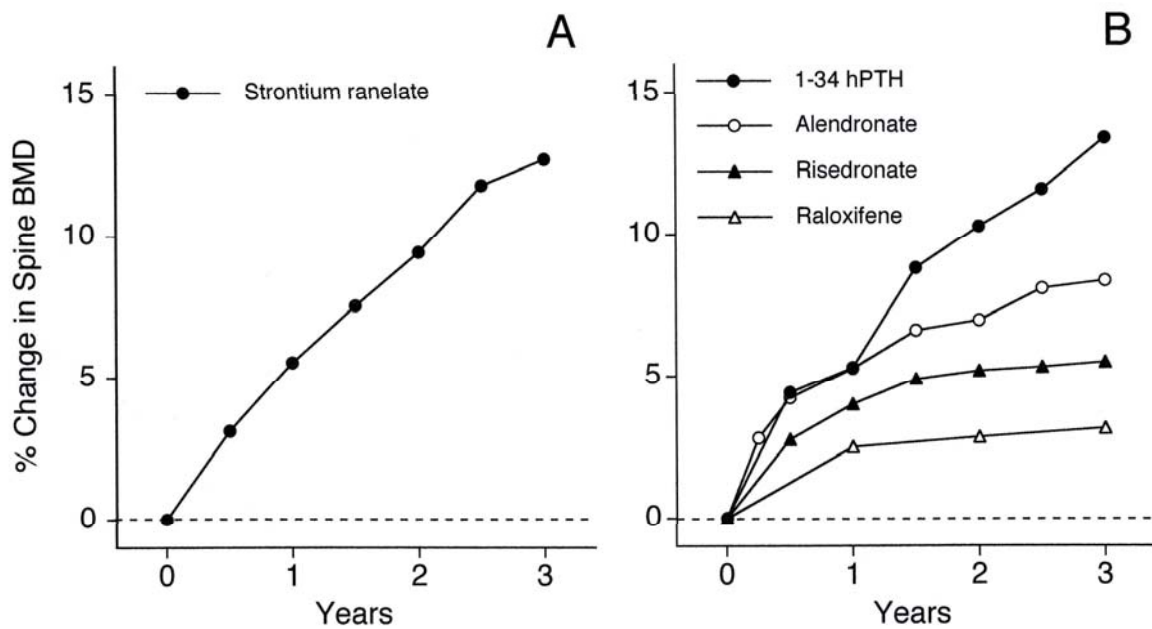 A
% Change in Spine BMD
15
10
5
0
Strontium ranelate
0 1 2 3
Years
B
15
10
5
0
1-34 hPTH
Alendronate
Risedronate
Raloxifene
0 1 2 3
Years